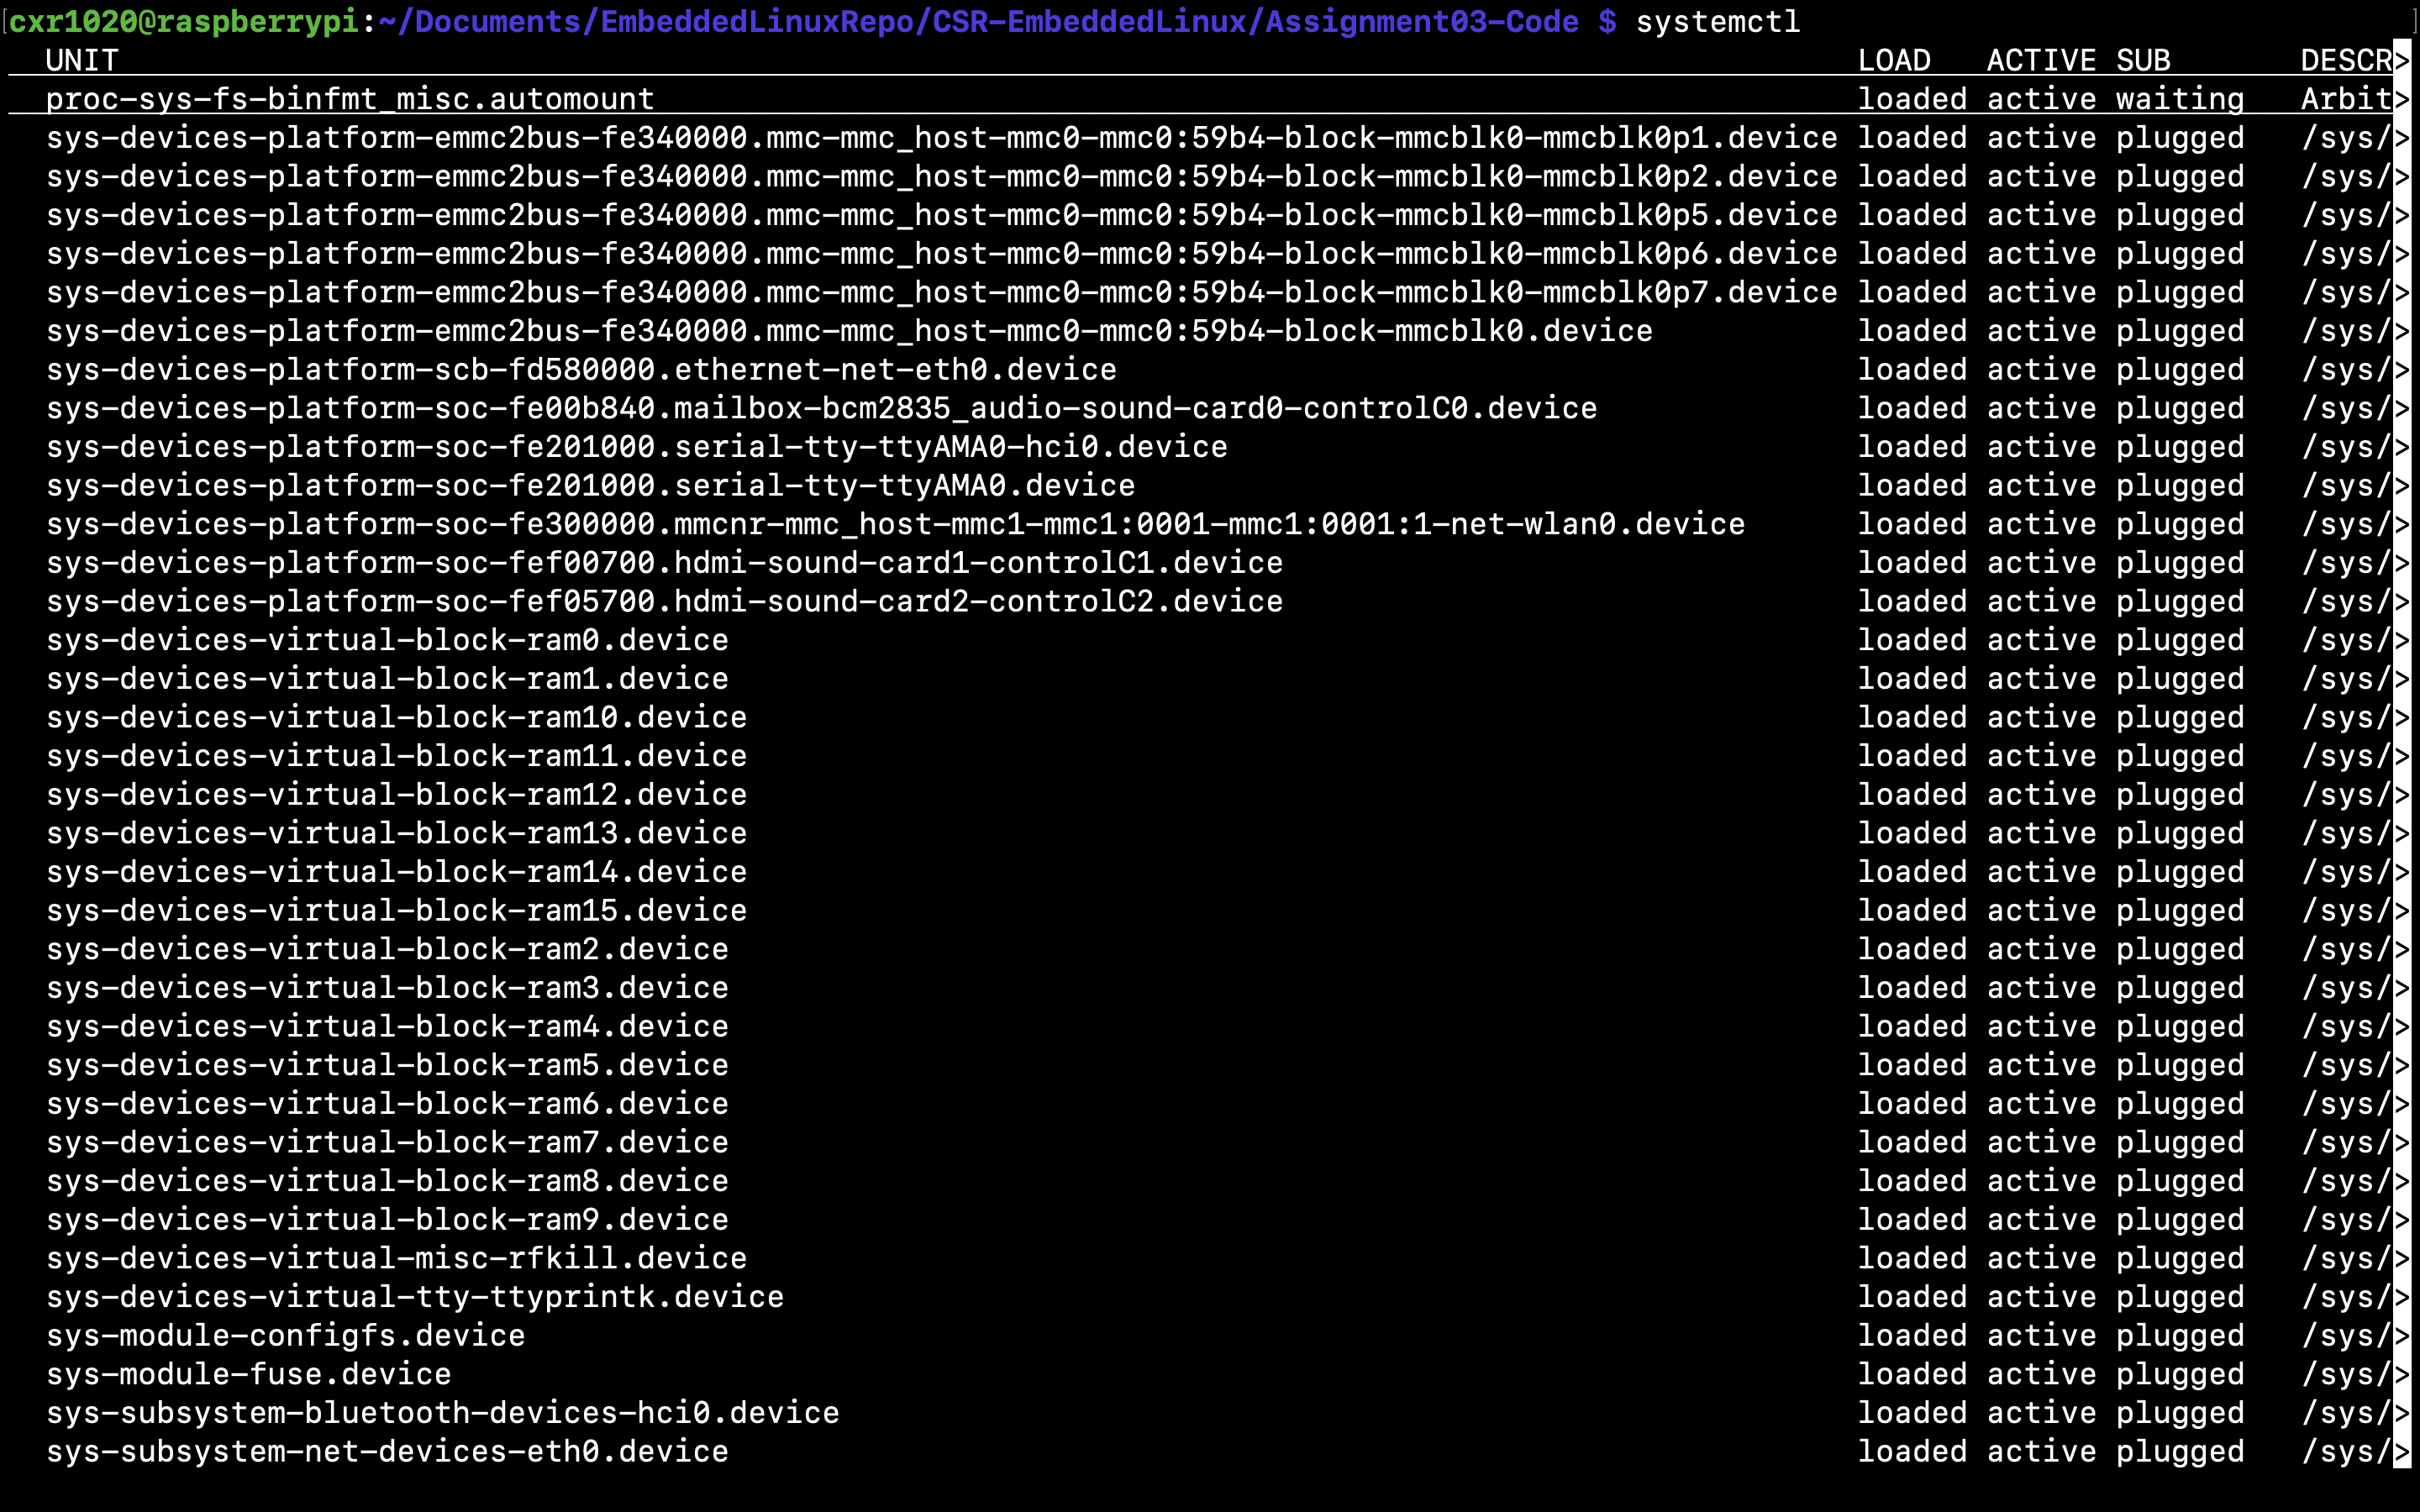 cxr1020@raspberrypi:~/Documents/EmbeddedLinuxRepo/CSR-EmbeddedLinux/Assignment03-Code $ systemctl
UNIT LOAD ACTIVE SUB DESCR>
proc-sys-fs-binfmt_misc.automount loaded active waiting Arbit>
sys-devices-platform-emmc2bus-fe340000.mmc-mmc_host-mmc0-mmc0:59b4-block-mmcblk0-mmcblk0p1.device loaded active plugged /sys/>
sys-devices-platform-emmc2bus-fe340000.mmc-mmc_host-mmc0-mmc0:59b4-block-mmcblk0-mmcblk0p2.device loaded active plugged /sys/>
sys-devices-platform-emmc2bus-fe340000.mmc-mmc_host-mmc0-mmc0:59b4-block-mmcblk0-mmcblk0p5.device loaded active plugged /sys/>
sys-devices-platform-emmc2bus-fe340000.mmc-mmc_host-mmc0-mmc0:59b4-block-mmcblk0-mmcblk0p6.device loaded active plugged /sys/>
sys-devices-platform-emmc2bus-fe340000.mmc-mmc_host-mmc0-mmc0:59b4-block-mmcblk0-mmcblk0p7.device loaded active plugged /sys/>
sys-devices-platform-emmc2bus-fe340000.mmc-mmc_host-mmc0-mmc0:59b4-block-mmcblk0.device loaded active plugged /sys/>
sys-devices-platform-scb-fd580000.ethernet-net-eth0.device loaded active plugged /sys/>
sys-devices-platform-soc-fe00b840.mailbox-bcm2835_audio-sound-card0-controlC0.device loaded active plugged /sys/>
sys-devices-platform-soc-fe201000.serial-tty-ttyAMA0-hci0.device loaded active plugged /sys/>
sys-devices-platform-soc-fe201000.serial-tty-ttyAMA0.device loaded active plugged /sys/>
sys-devices-platform-soc-fe300000.mmcnr-mmc_host-mmc1-mmc1:0001-mmc1:0001:1-net-wlan0.device loaded active plugged /sys/>
sys-devices-platform-soc-fef00700.hdmi-sound-card1-controlC1.device loaded active plugged /sys/>
sys-devices-platform-soc-fef05700.hdmi-sound-card2-controlC2.device loaded active plugged /sys/>
sys-devices-virtual-block-ram0.device loaded active plugged /sys/>
sys-devices-virtual-block-ram1.device loaded active plugged /sys/>
sys-devices-virtual-block-ram10.device loaded active plugged /sys/>
sys-devices-virtual-block-ram11.device loaded active plugged /sys/>
sys-devices-virtual-block-ram12.device loaded active plugged /sys/>
sys-devices-virtual-block-ram13.device loaded active plugged /sys/>
sys-devices-virtual-block-ram14.device loaded active plugged /sys/>
sys-devices-virtual-block-ram15.device loaded active plugged /sys/>
sys-devices-virtual-block-ram2.device loaded active plugged /sys/>
sys-devices-virtual-block-ram3.device loaded active plugged /sys/>
sys-devices-virtual-block-ram4.device loaded active plugged /sys/>
sys-devices-virtual-block-ram5.device loaded active plugged /sys/>
sys-devices-virtual-block-ram6.device loaded active plugged /sys/>
sys-devices-virtual-block-ram7.device loaded active plugged /sys/>
sys-devices-virtual-block-ram8.device loaded active plugged /sys/>
sys-devices-virtual-block-ram9.device loaded active plugged /sys/>
sys-devices-virtual-misc-rfkill.device loaded active plugged /sys/>
sys-devices-virtual-tty-ttyprintk.device loaded active plugged /sys/>
sys-module-configfs.device loaded active plugged /sys/>
sys-module-fuse.device loaded active plugged /sys/>
sys-subsystem-bluetooth-devices-hci0.device loaded active plugged /sys/>
sys-subsystem-net-devices-eth0.device loaded active plugged /sys/>